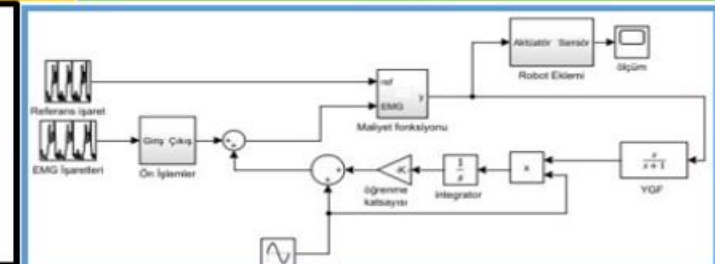 Aktüatör Sensör
Robot Eklemi
ölçüm
ref
EMG
y
Maliyet fonksiyonu
Referans işaret
EMG İşaretleri
Giriş Çıkış
Ön İşlemler
+
+
+
+
-K-
öğrenme
katsayısı
1
s
integrator
x
s
s+1
YGF